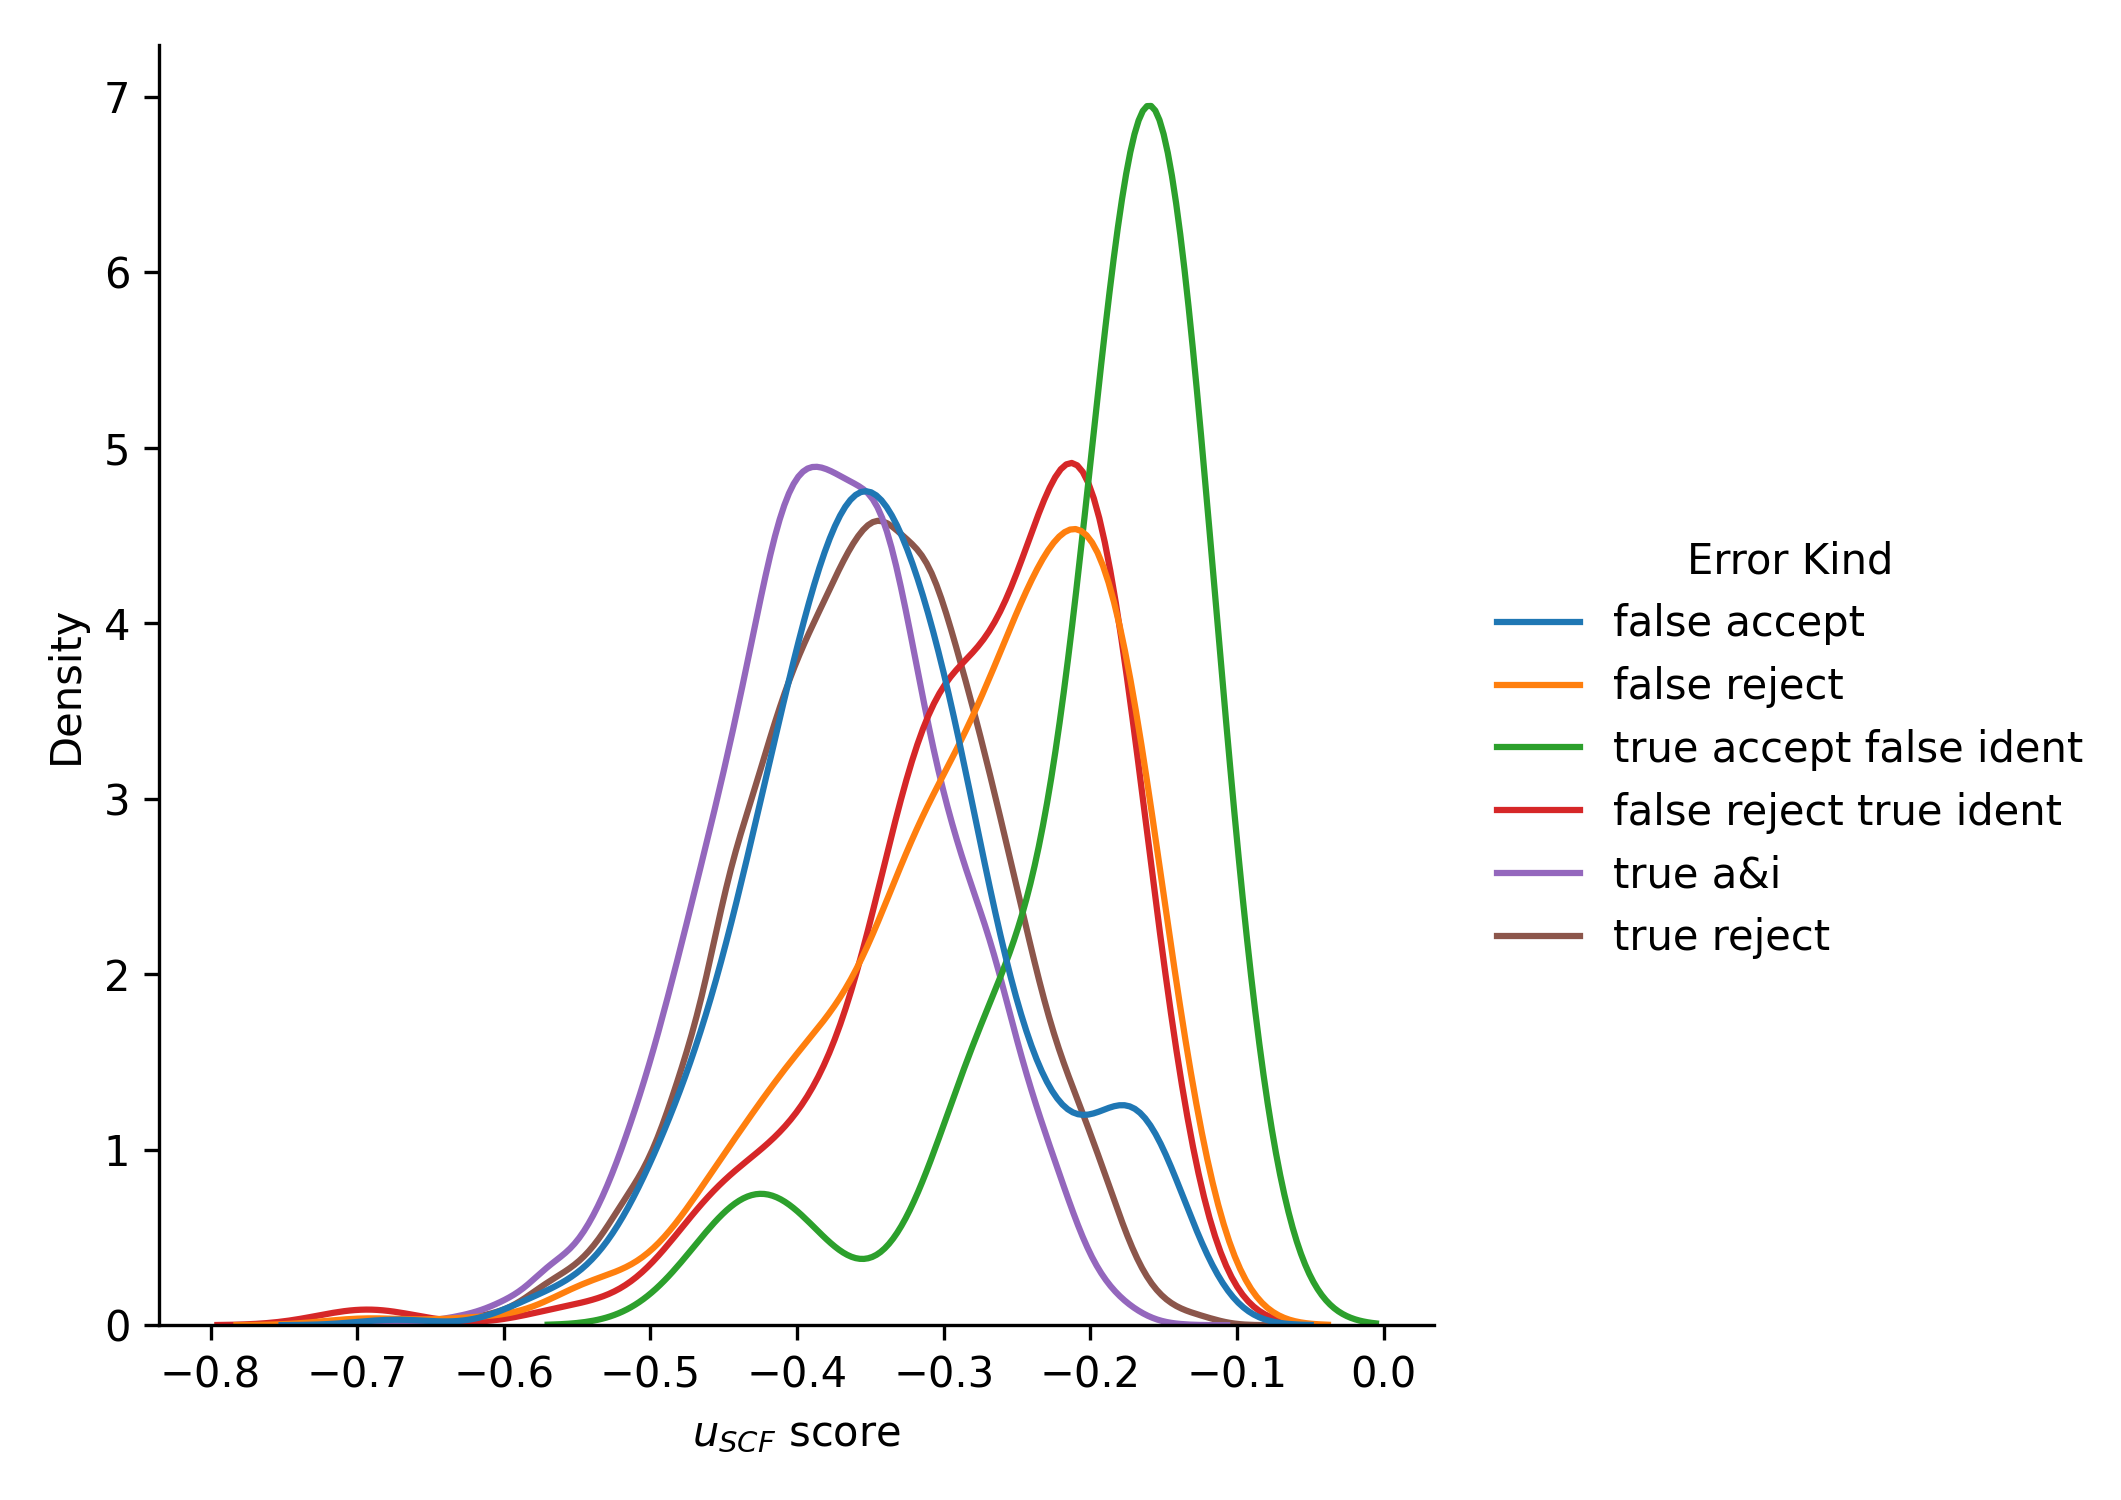 7
6
5
4
3
2
1
0
Density
−0.8 −0.7 −0.6 −0.5 −0.4 −0.3 −0.2 −0.1 0.0
u_SCF score
Error Kind
false accept
false reject
true accept false ident
false reject true ident
true a&i
true reject